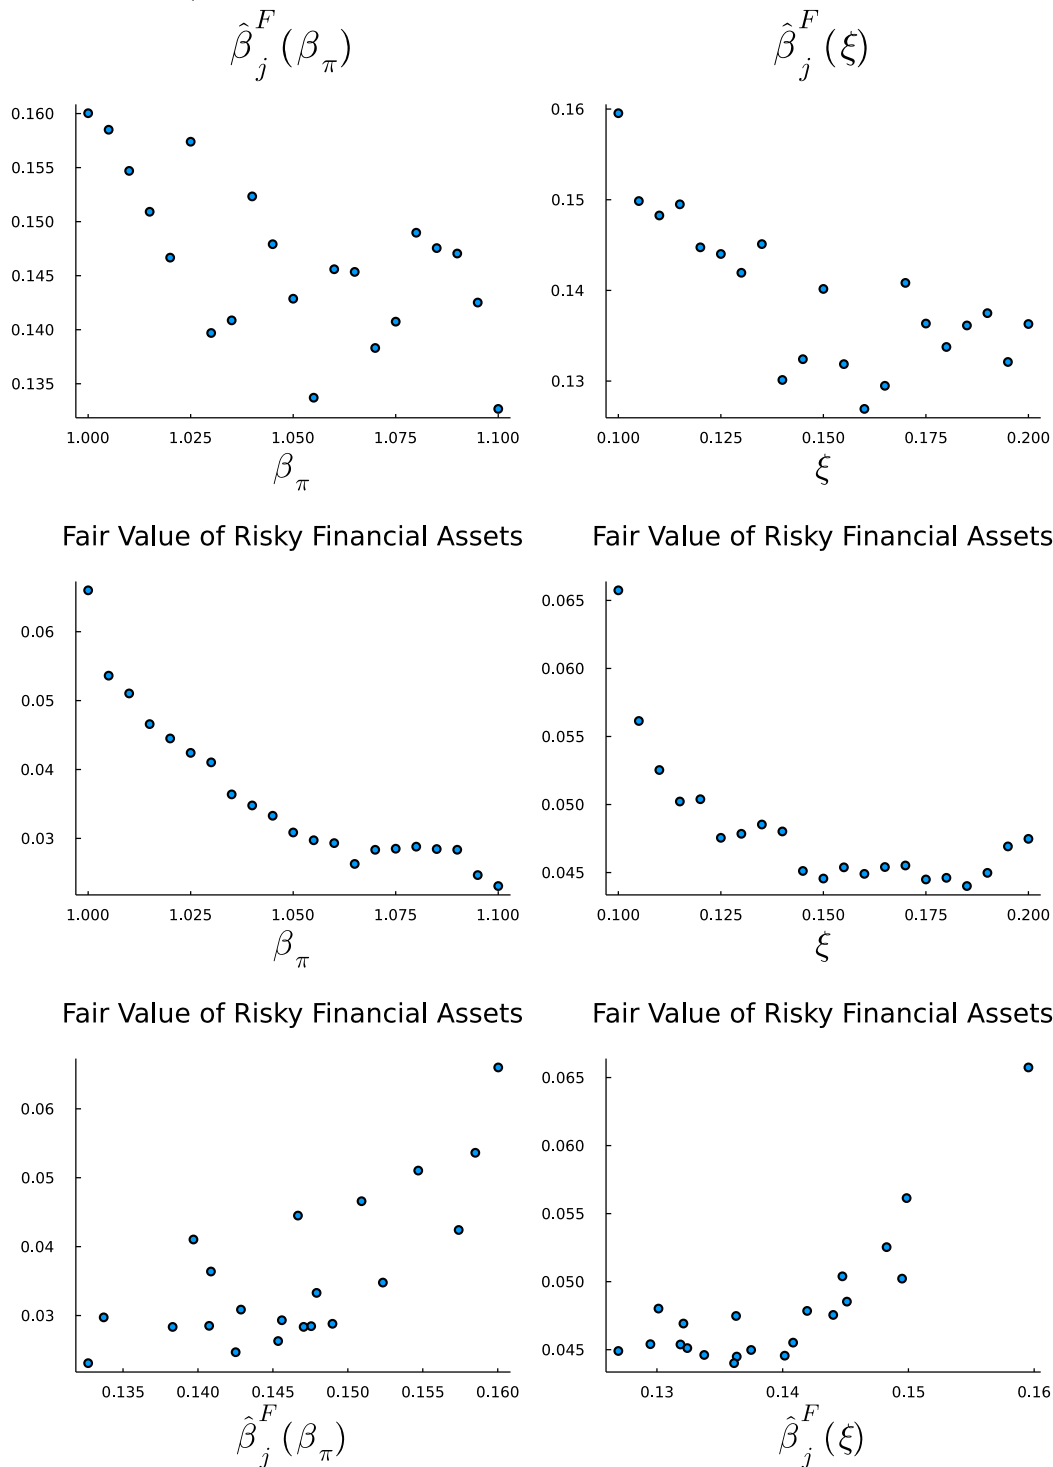 β̂_j^F(β_π)
0.160
0.155
0.150
0.145
0.140
0.135
1.000 1.025 1.050 1.075 1.100
β_π
β̂_j^F(ξ)
0.16
0.15
0.14
0.13
0.100 0.125 0.150 0.175 0.200
ξ
Fair Value of Risky Financial Assets
0.06
0.05
0.04
0.03
1.000 1.025 1.050 1.075 1.100
β_π
Fair Value of Risky Financial Assets
0.065
0.060
0.055
0.050
0.045
0.100 0.125 0.150 0.175 0.200
ξ
Fair Value of Risky Financial Assets
0.06
0.05
0.04
0.03
0.135 0.140 0.145 0.150 0.155 0.160
β̂_j^F(β_π)
Fair Value of Risky Financial Assets
0.065
0.060
0.055
0.050
0.045
0.13 0.14 0.15 0.16
β̂_j^F(ξ)